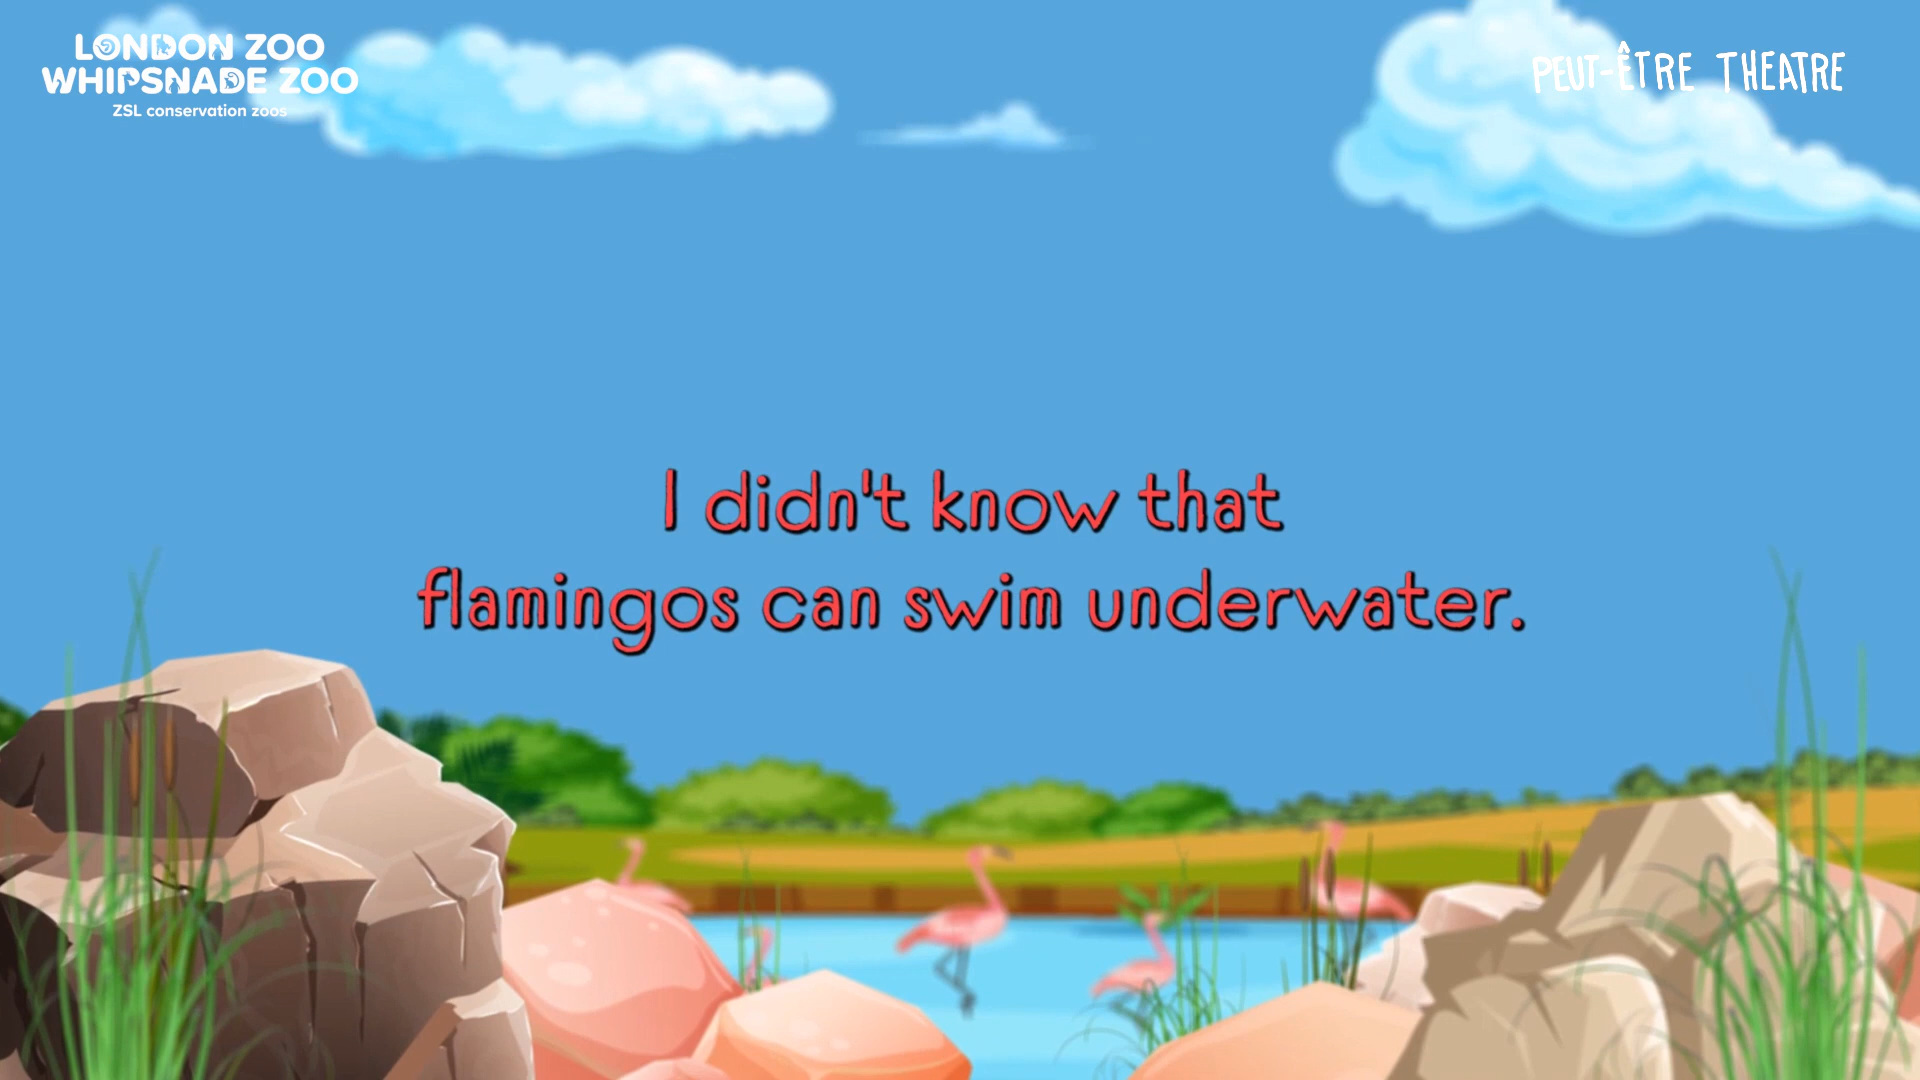 LONDON ZOO
WHIPSNADE ZOO
ZSL conservation zoos
PEUT-ÊTRE THEATRE
I didn't know that
flamingos can swim underwater.